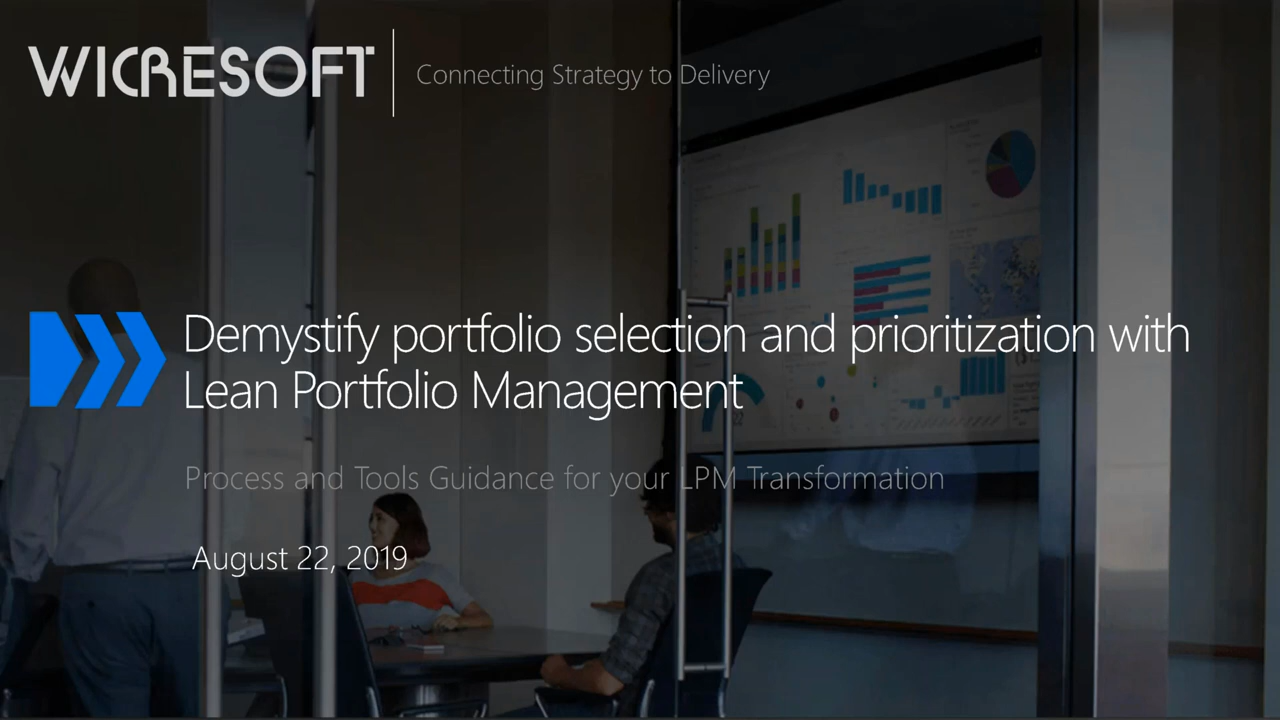 WICRESOFT
Connecting Strategy to Delivery
Demystify portfolio selection and prioritization with
Lean Portfolio Management
Process and Tools Guidance for your LPM Transformation
August 22, 2019